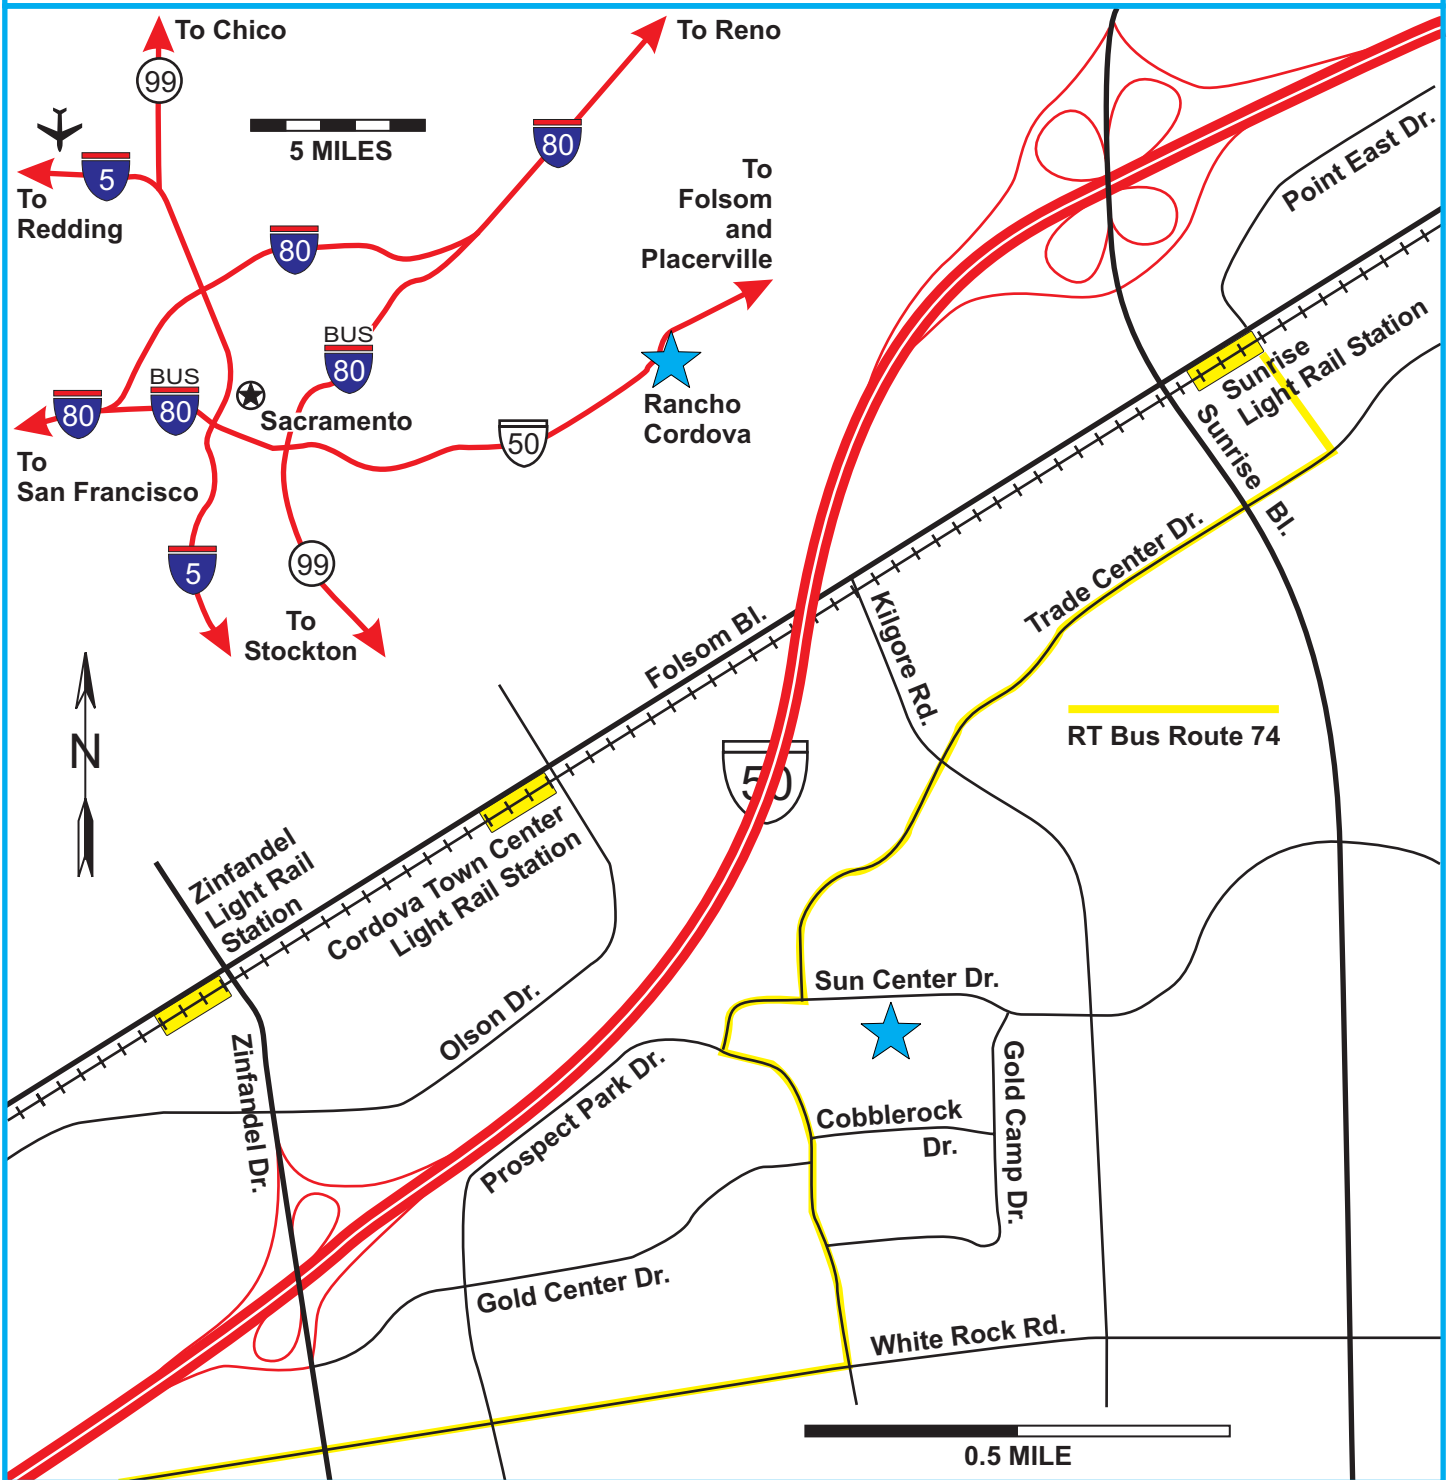 To Chico
99
To Reno
5 MILES
80
5
To
Redding
80
To
Folsom
and
Placerville
BUS
80
BUS
80
80
Sacramento
50
Rancho
Cordova
To
San Francisco
5
99
To
Stockton
N
Point East Dr.
Sunrise
Light Rail Station
Sunrise Bl.
Trade Center Dr.
Folsom Bl.
Kilgore Rd.
RT Bus Route 74
50
Zinfandel
Light Rail
Station
Cordova Town Center
Light Rail Station
Olson Dr.
Sun Center Dr.
Zinfandel Dr.
Prospect Park Dr.
Cobblerock
Dr.
Gold Camp Dr.
Gold Center Dr.
White Rock Rd.
0.5 MILE